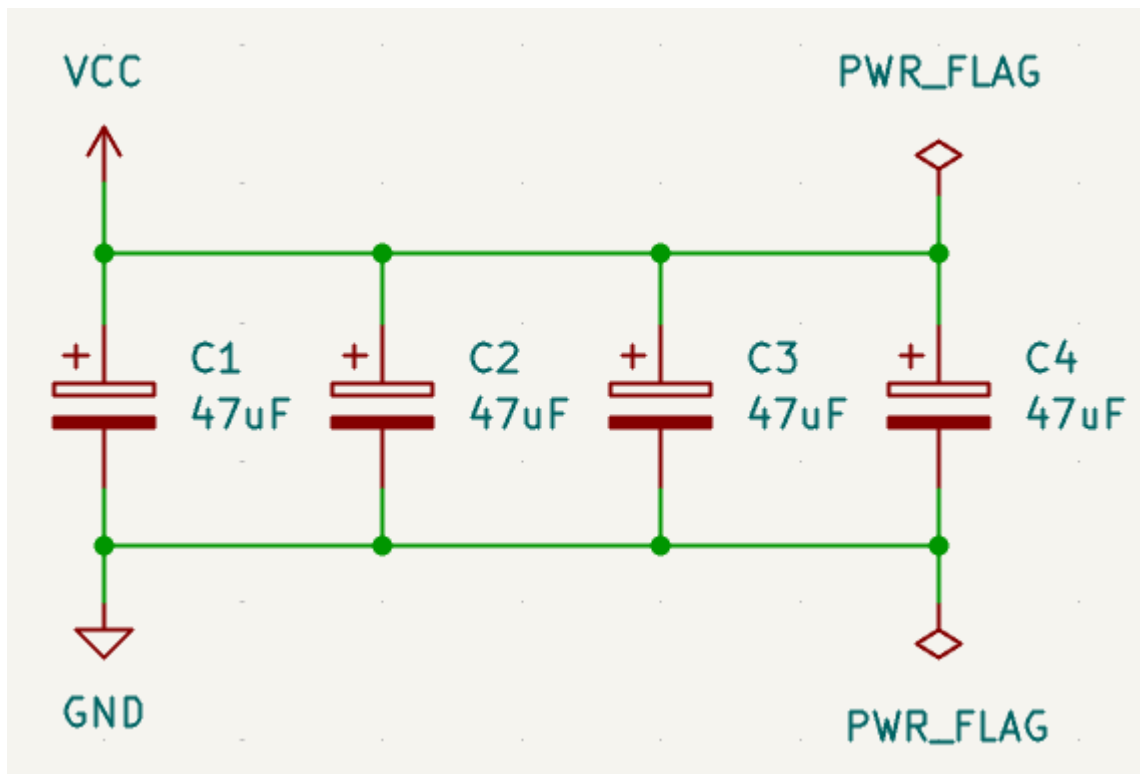 VCC
PWR_FLAG
+ C1
47uF
+ C2
47uF
+ C3
47uF
+ C4
47uF
GND
PWR_FLAG